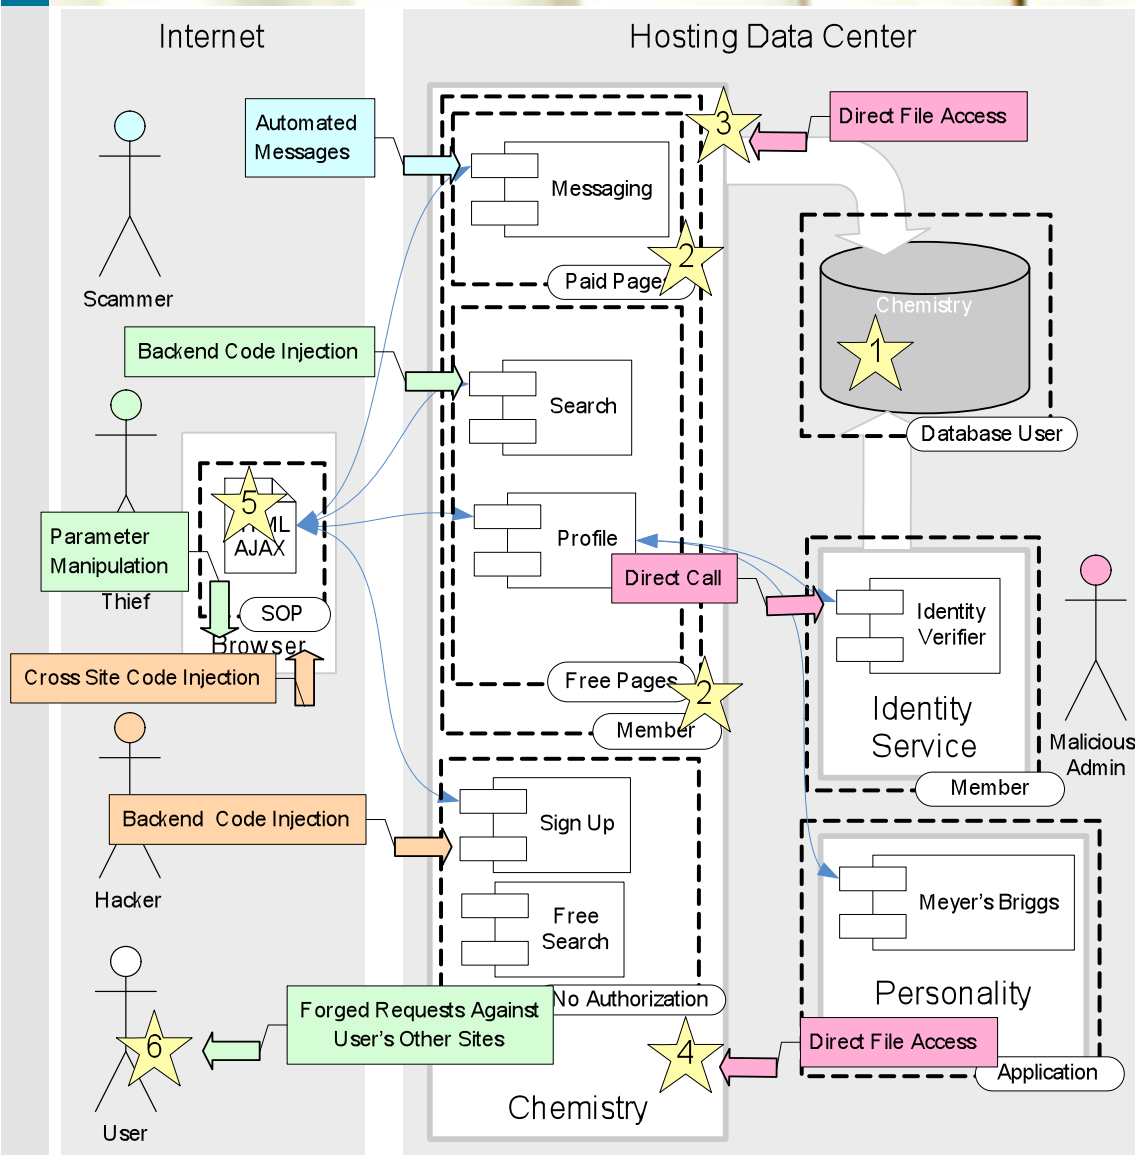 Internet
Hosting Data Center
Automated
Messages
3
Direct File Access
Messaging
Scammer
2
Paid Pages
Chemistry
1
Backend Code Injection
Search
Database User
5
HTML
AJAX
Parameter
Manipulation
Thief
SOP
Browser
Profile
Direct Call
Identity
Verifier
Cross Site Code Injection
Free Pages
2
Member
Identity
Service
Malicious
Admin
Member
Backend Code Injection
Sign Up
Hacker
Free
Search
Meyer's Briggs
No Authorization
Personality
Forged Requests Against
User's Other Sites
6
4
Direct File Access
Application
Chemistry
User